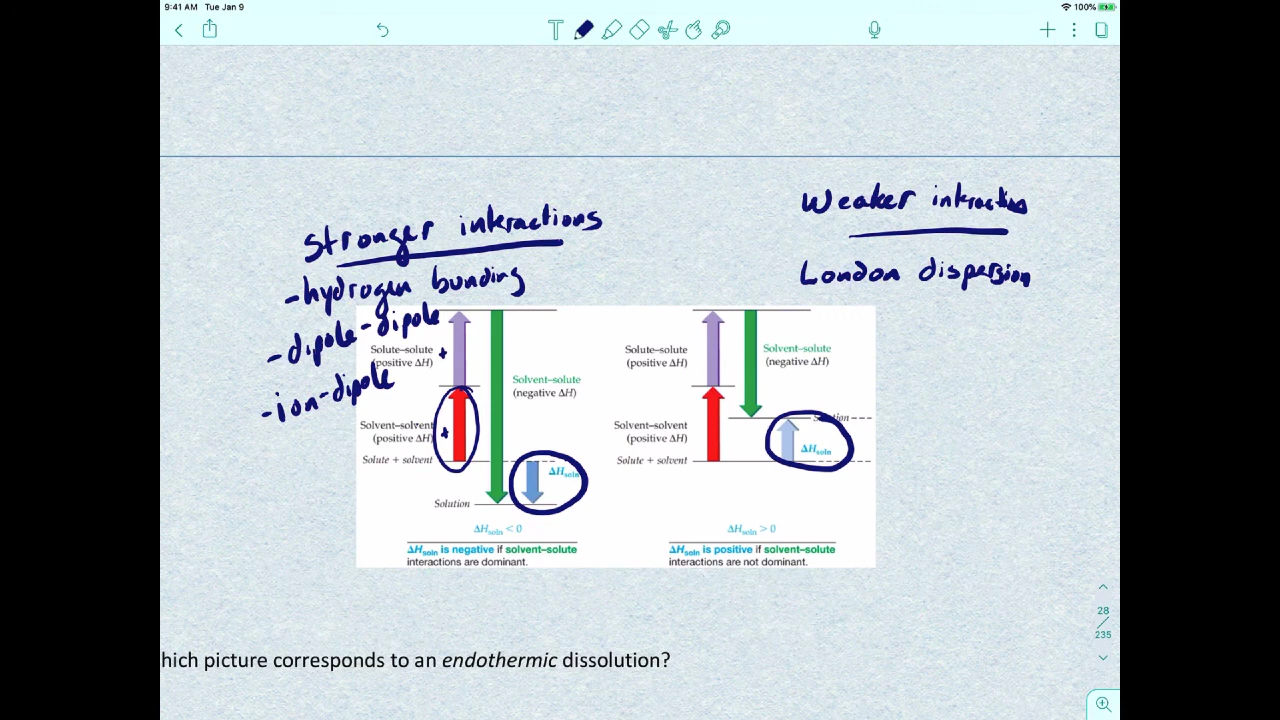 9:41 AM Tue Jan 9
100%
Weaker interactions
Stronger interactions
London dispersion
-hydrogen bonding
-dipole-dipole
-ion-dipole
Solute–solute
(positive ΔH)
+
Solvent–solute
(negative ΔH)
Solvent–solvent
(positive ΔH)
+
Solute + solvent
ΔHsoln
Solution
ΔHsoln < 0
ΔHsoln is negative if solvent–solute
interactions are dominant.
Solute–solute
(positive ΔH)
Solvent–solute
(negative ΔH)
Solution
Solvent–solvent
(positive ΔH)
ΔHsoln
Solute + solvent
ΔHsoln > 0
ΔHsoln is positive if solvent–solute
interactions are not dominant.
28
/
235
hich picture corresponds to an endothermic dissolution?